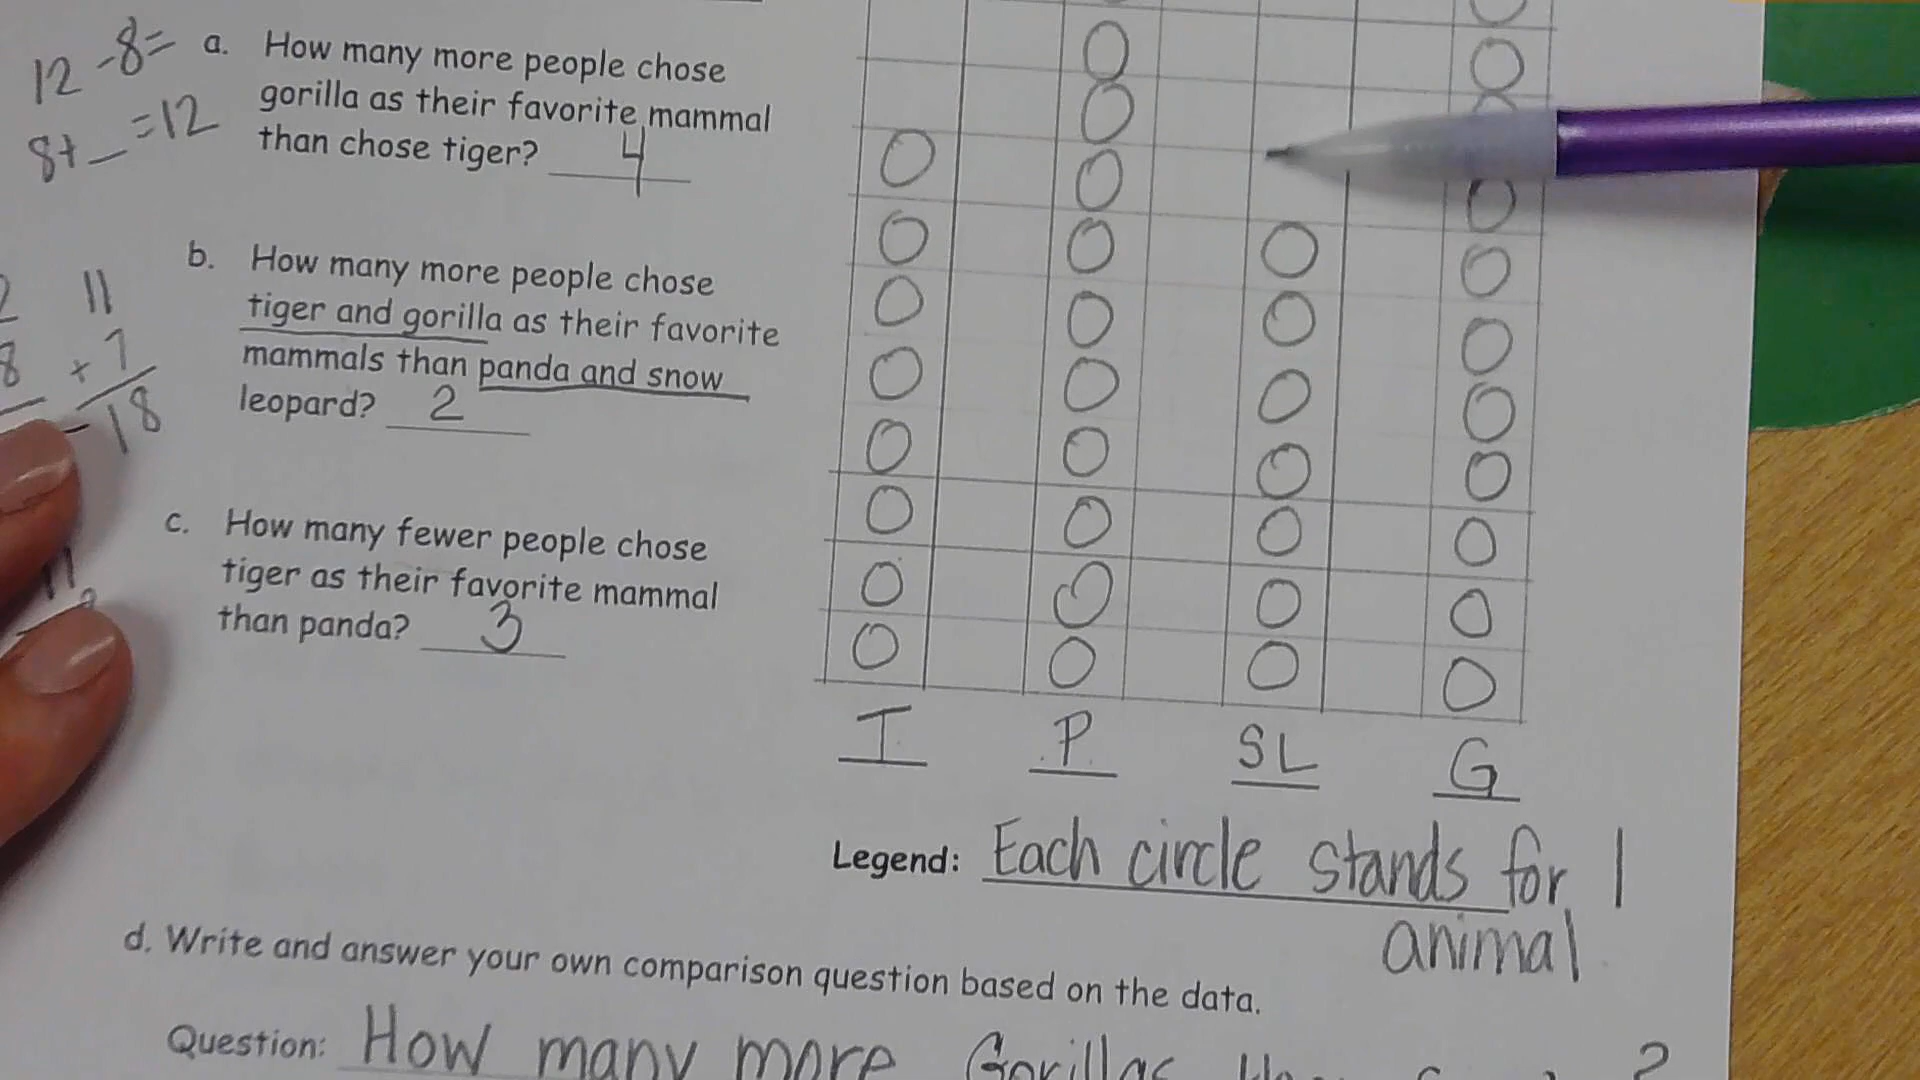 12 -8=
8+_=12
a. How many more people chose
gorilla as their favorite mammal
than chose tiger? 4
b. How many more people chose
tiger and gorilla as their favorite
mammals than panda and snow
leopard? 2
11
8 + 7
18
c. How many fewer people chose
tiger as their favorite mammal
than panda? 3
11
T P SL G
Legend: Each circle stands for 1
animal
d. Write and answer your own comparison question based on the data.
Question: How many more Gorillas ?